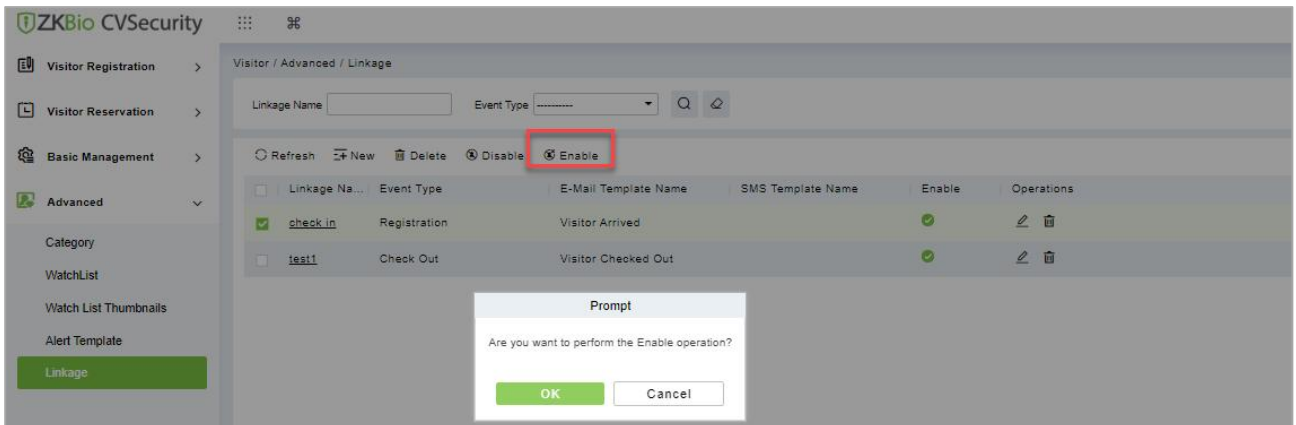 ZKBio CVSecurity
Visitor Registration
Visitor Reservation
Basic Management
Advanced
Category
WatchList
Watch List Thumbnails
Alert Template
Linkage
Visitor / Advanced / Linkage
Linkage Name Event Type ----------
Refresh New Delete Disable Enable
Linkage Na... Event Type E-Mail Template Name SMS Template Name Enable Operations
check in Registration Visitor Arrived
test1 Check Out Visitor Checked Out
Prompt
Are you want to perform the Enable operation?
OK Cancel